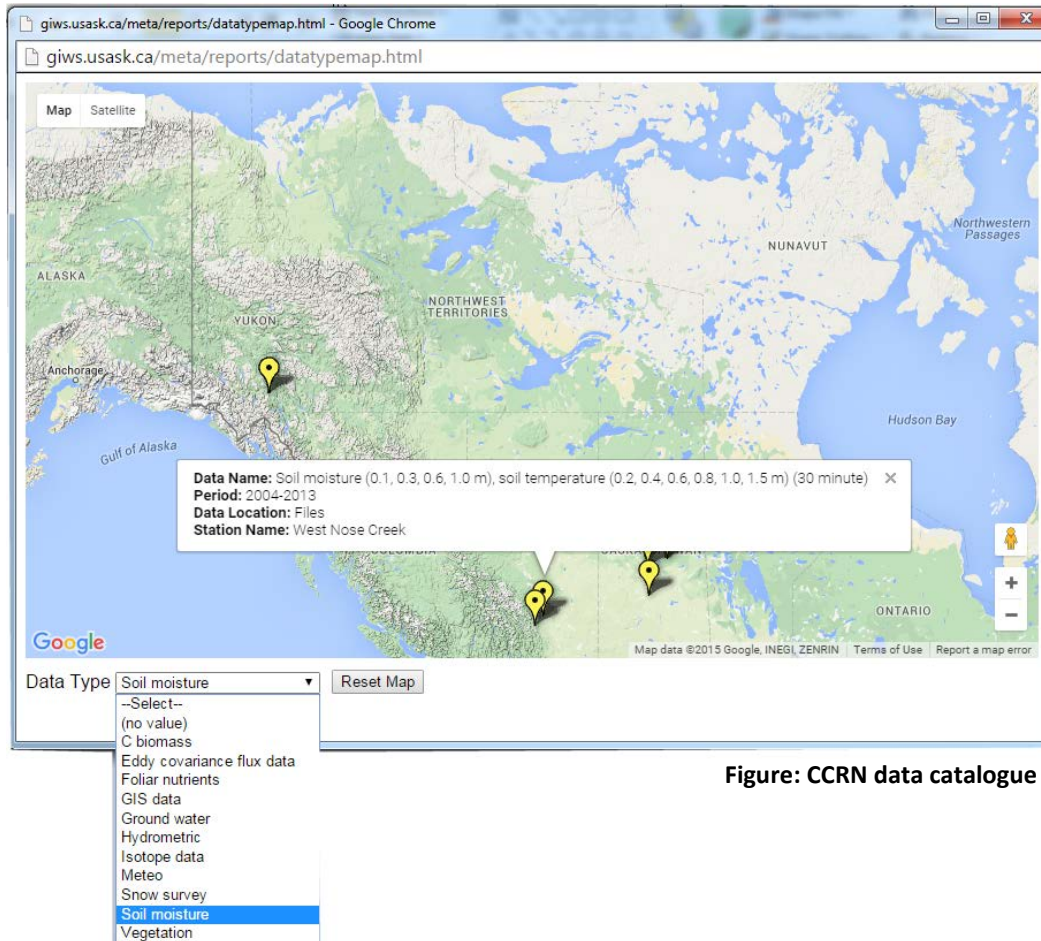 giws.usask.ca/meta/reports/datatypemap.html - Google Chrome
giws.usask.ca/meta/reports/datatypemap.html
Map Satellite
Northwestern
Passages
NUNAVUT
ALASKA
NORTHWEST
TERRITORIES
YUKON
Anchorage
Hudson Bay
Gulf of Alaska
Data Name: Soil moisture (0.1, 0.3, 0.6, 1.0 m), soil temperature (0.2, 0.4, 0.6, 0.8, 1.0, 1.5 m) (30 minute)
Period: 2004-2013
Data Location: Files
Station Name: West Nose Creek
ONTARIO
Google
Map data ©2015 Google, INEGI, ZENRIN Terms of Use Report a map error
Data Type Soil moisture Reset Map
--Select--
(no value)
C biomass
Eddy covariance flux data
Foliar nutrients
GIS data
Ground water
Hydrometric
Isotope data
Meteo
Snow survey
Soil moisture
Vegetation
Figure: CCRN data catalogue